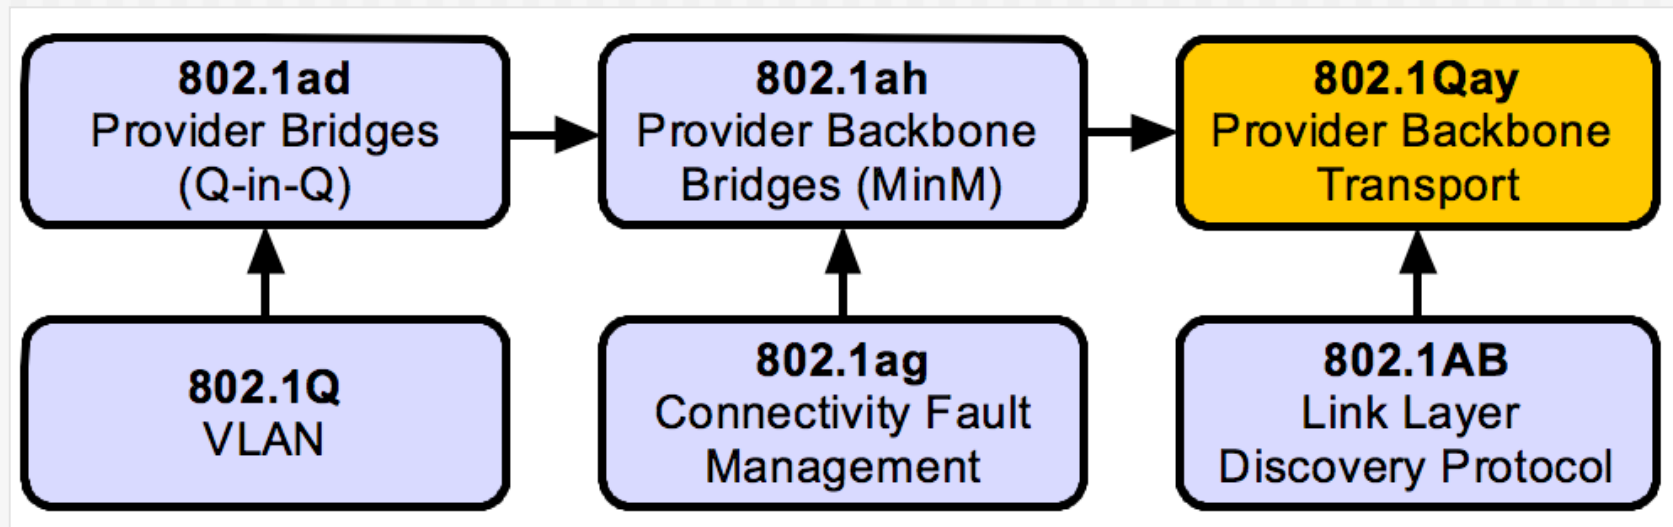 802.1ad
Provider Bridges
(Q-in-Q)
802.1ah
Provider Backbone
Bridges (MinM)
802.1Qay
Provider Backbone
Transport
802.1Q
VLAN
802.1ag
Connectivity Fault
Management
802.1AB
Link Layer
Discovery Protocol